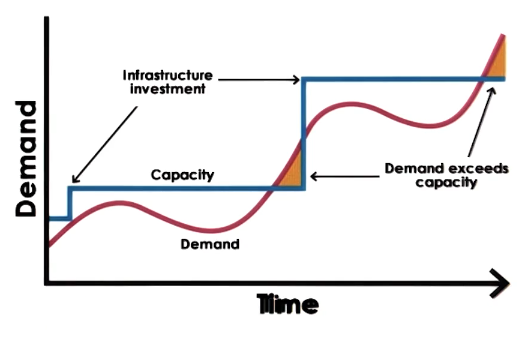 Infrastructure
investment
Capacity
Demand exceeds
capacity
Demand
Demand
Time